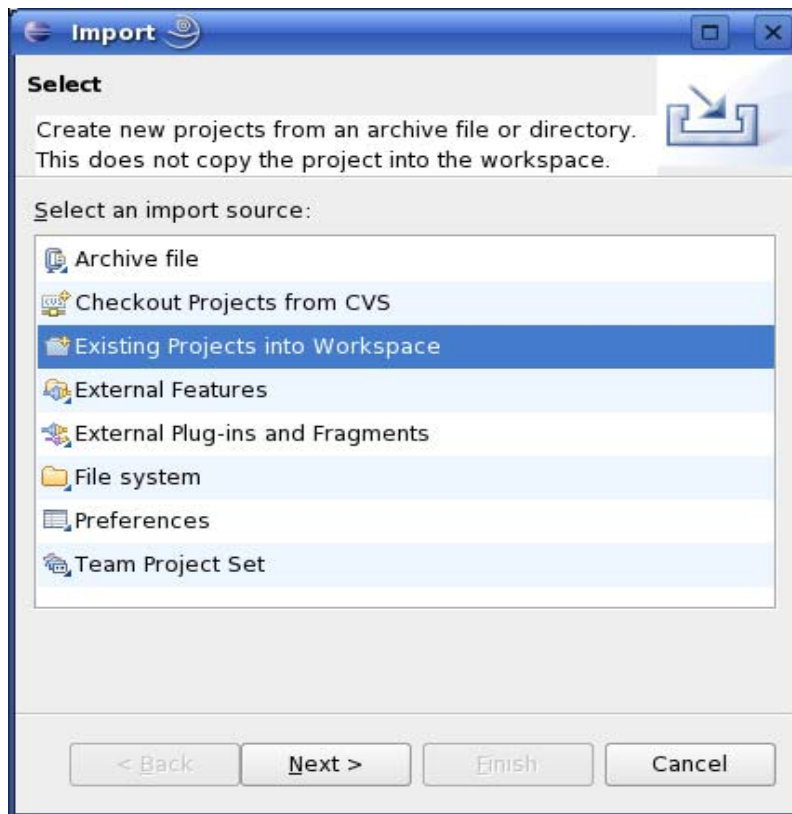 Import
Select
Create new projects from an archive file or directory.
This does not copy the project into the workspace.
Select an import source:
Archive file
Checkout Projects from CVS
Existing Projects into Workspace
External Features
External Plug-ins and Fragments
File system
Preferences
Team Project Set
< Back
Next >
Finish
Cancel